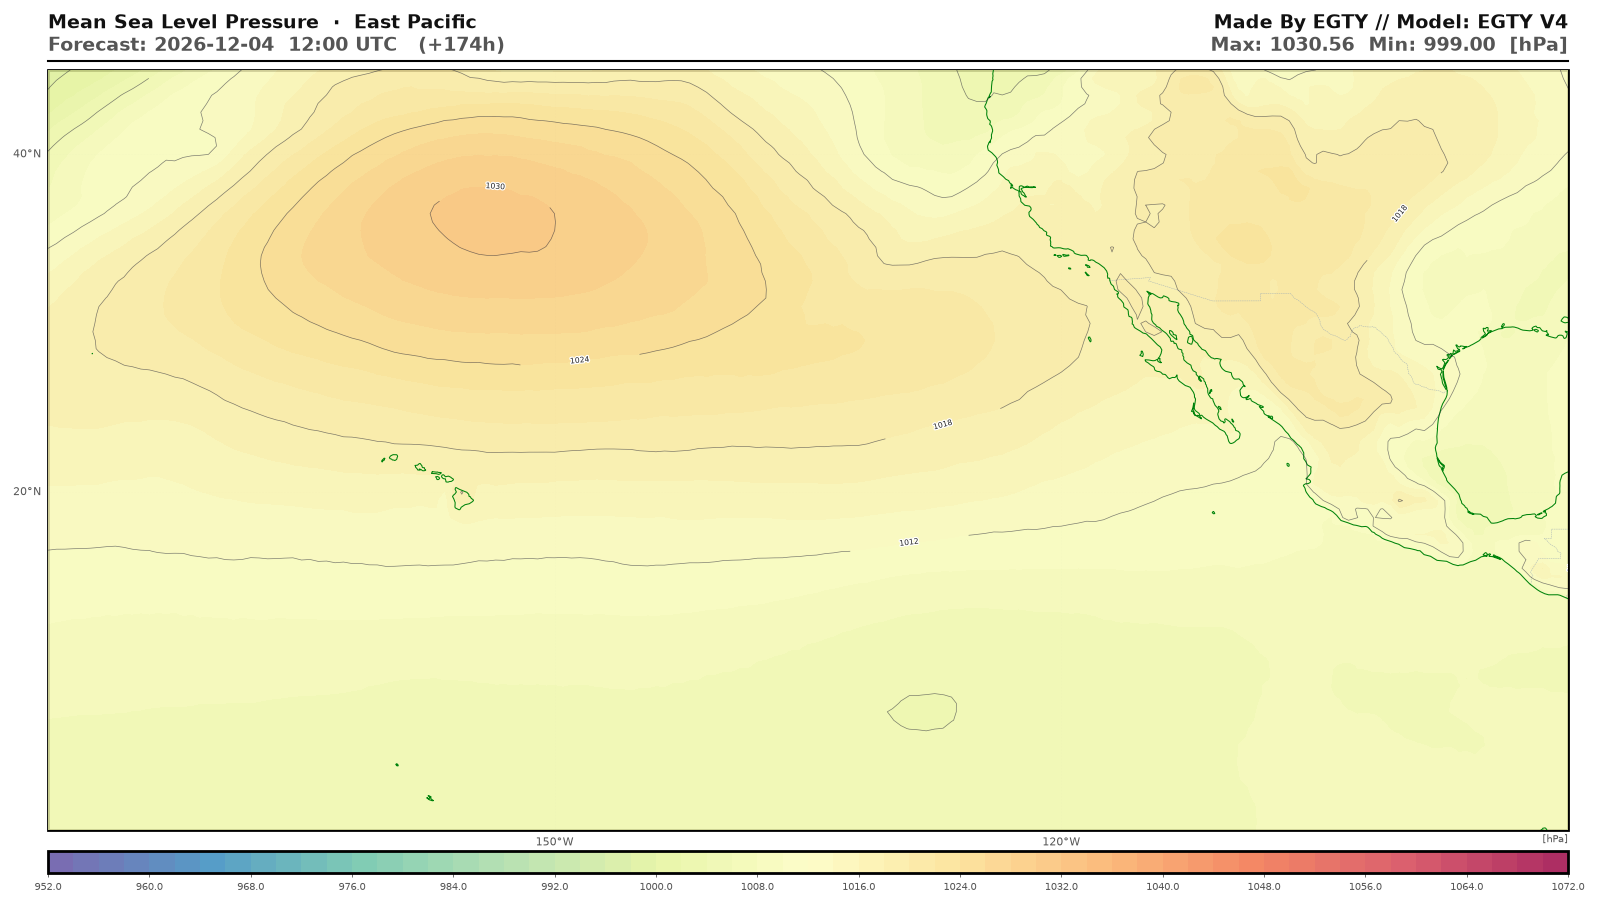 Mean Sea Level Pressure · East Pacific
Made By EGTY // Model: EGTY V4
Forecast: 2026-12-04 12:00 UTC (+174h)
Max: 1030.56 Min: 999.00 [hPa]
40°N
1030
1018
1024
1018
20°N
1012
150°W
120°W
[hPa]
952.0 960.0 968.0 976.0 984.0 992.0 1000.0 1008.0 1016.0 1024.0 1032.0 1040.0 1048.0 1056.0 1064.0 1072.0